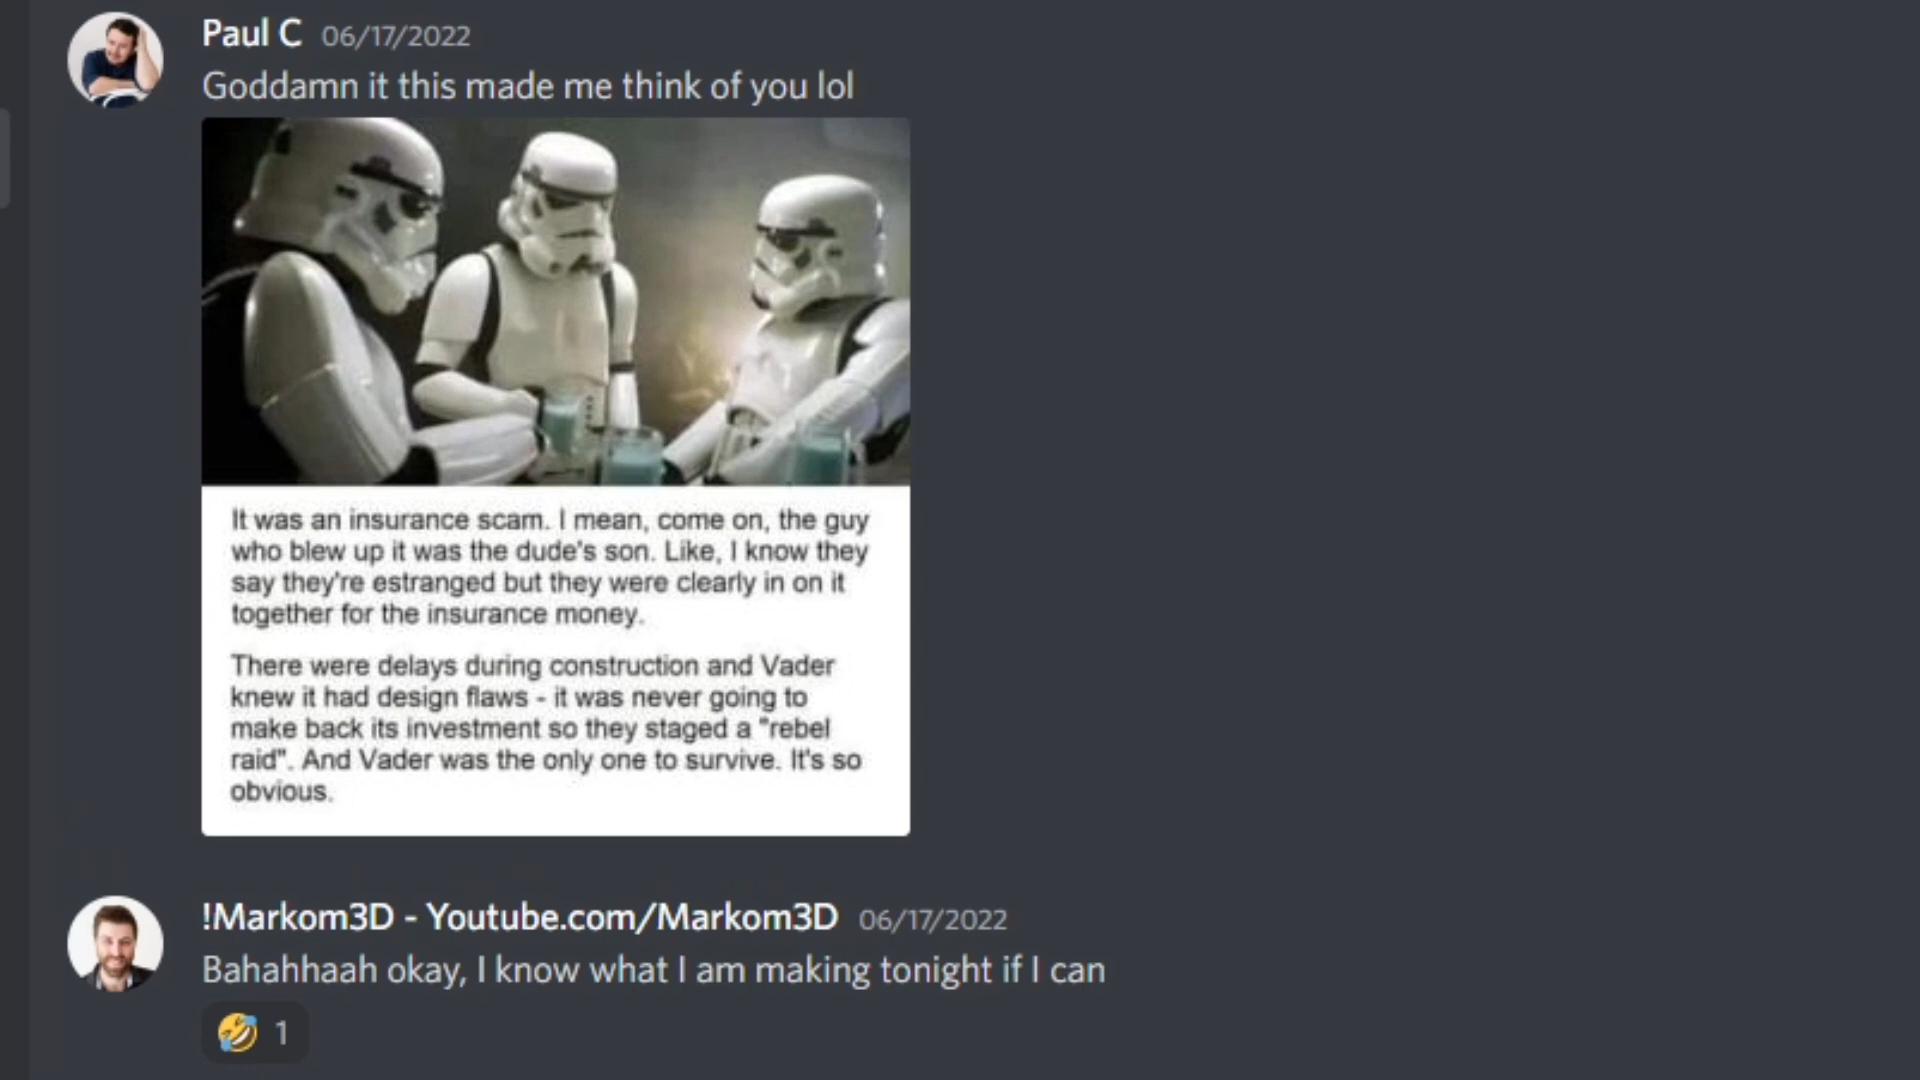 Paul C 06/17/2022
Goddamn it this made me think of you lol
It was an insurance scam. I mean, come on, the guy
who blew up it was the dude's son. Like, I know they
say they're estranged but they were clearly in on it
together for the insurance money.
There were delays during construction and Vader
knew it had design flaws - it was never going to
make back its investment so they staged a "rebel
raid". And Vader was the only one to survive. It's so
obvious.
!Markom3D - Youtube.com/Markom3D 06/17/2022
Bahahhaah okay, I know what I am making tonight if I can
🤣 1